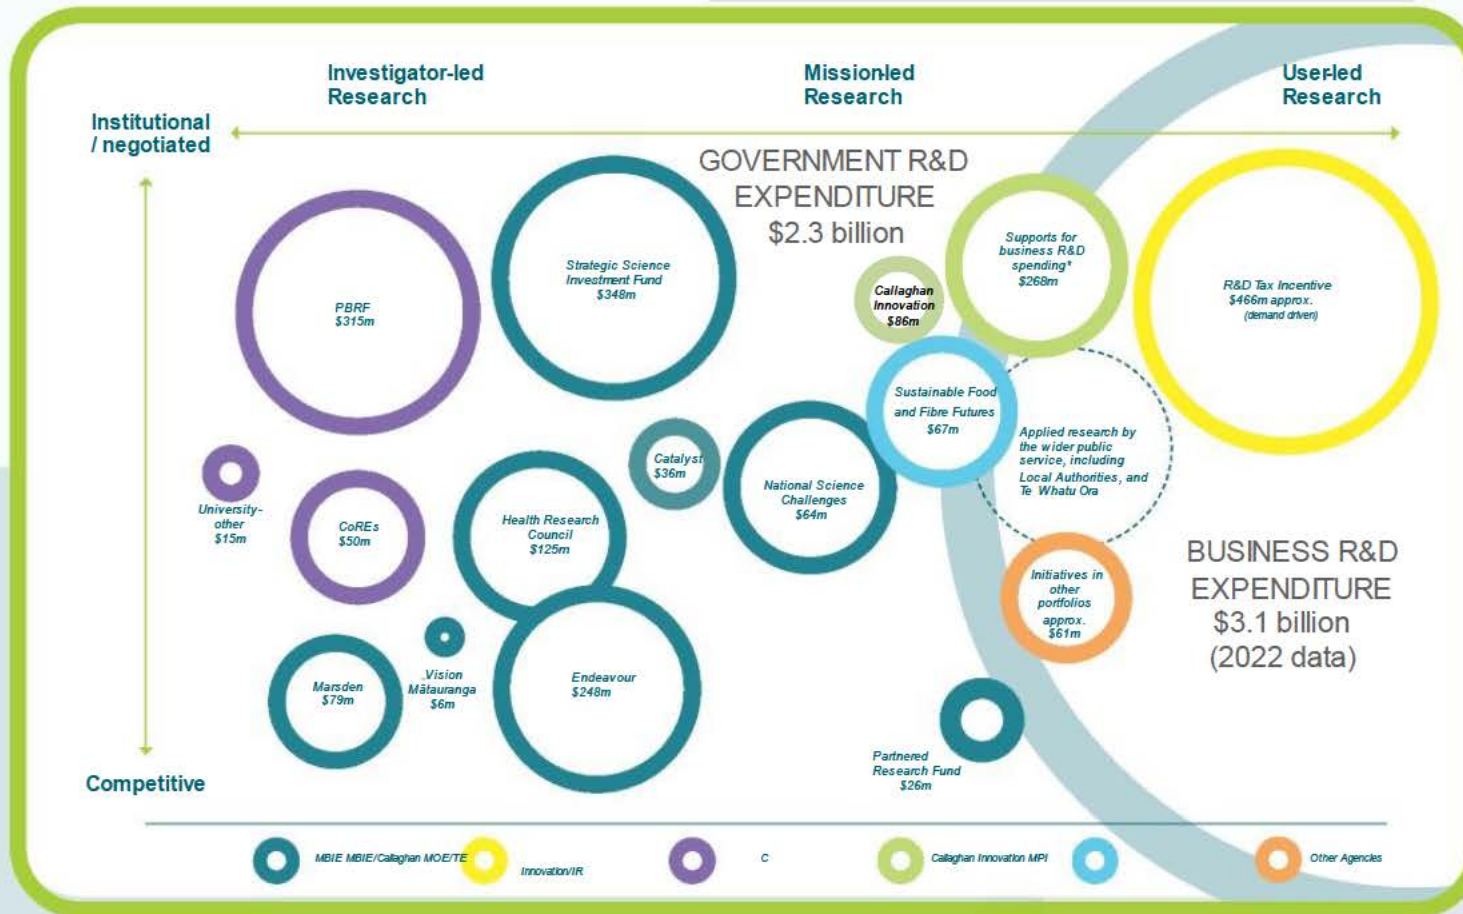 Investigator-led
Research
Mission-led
Research
User-led
Research
Institutional
/ negotiated
GOVERNMENT R&D
EXPENDITURE
$2.3 billion
PBRF
$315m
Strategic Science
Investment Fund
$348m
Callaghan
Innovation
$86m
Supports for
business R&D
spending*
$268m
R&D Tax Incentive
$466m approx.
(demand driven)
Sustainable Food
and Fibre Futures
$67m
Applied research by
the wider public
service, including
Local Authorities, and
Te Whatu Ora
Catalyst
$36m
National Science
Challenges
$64m
University-
other
$15m
CoREs
$50m
Health Research
Council
$125m
Initiatives in
other
portfolios
approx.
$61m
BUSINESS R&D
EXPENDITURE
$3.1 billion
(2022 data)
Marsden
$79m
Vision
Mātauranga
$6m
Endeavour
$248m
Partnered
Research Fund
$26m
Competitive
MBIE MBIE/Callaghan MOE/TE
Innovation/IR
C
Callaghan Innovation MPI
Other Agencies